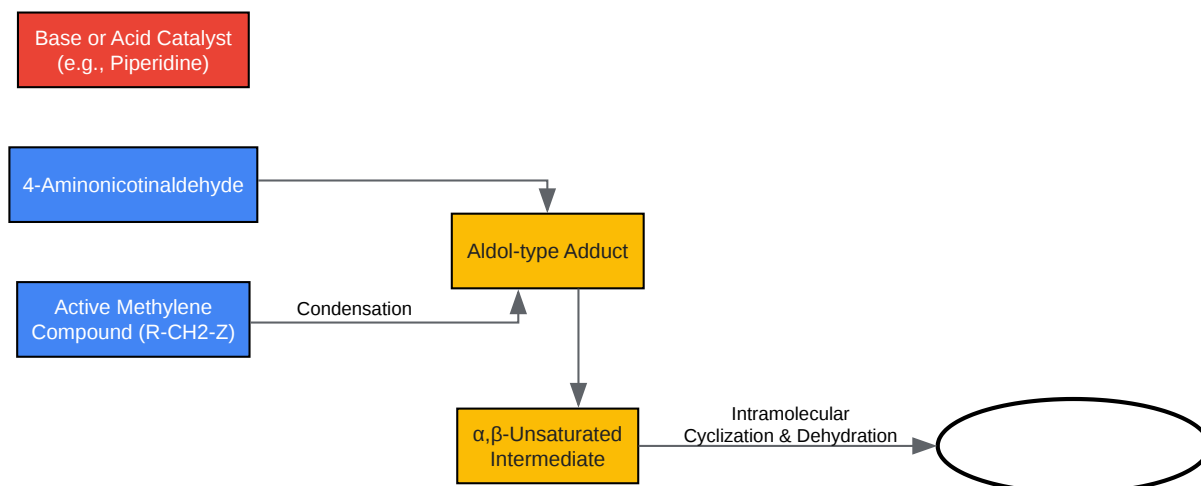 Base or Acid Catalyst
(e.g., Piperidine)
4-Aminonicotinaldehyde
Aldol-type Adduct
Active Methylene
Compound (R-CH2-Z)
Condensation
α,β-Unsaturated
Intermediate
Intramolecular
Cyclization & Dehydration